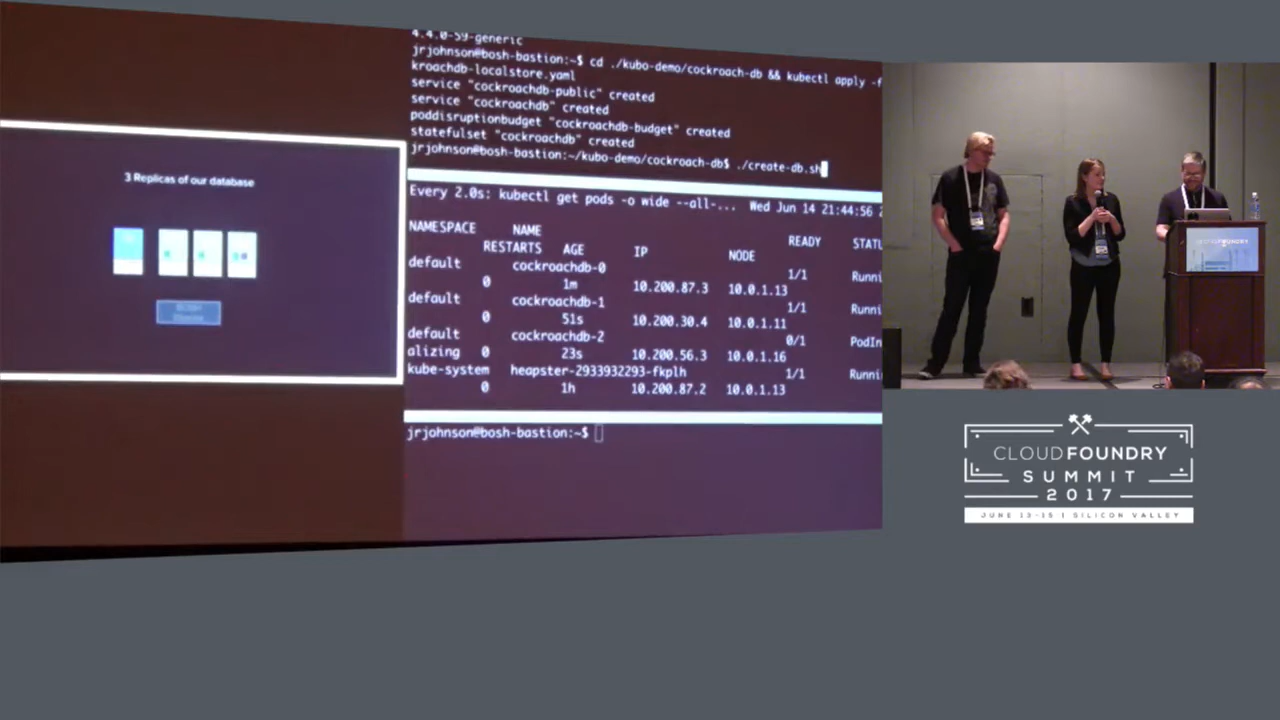 3 Replicas of our database
BOSH
4.4.0-59-generic
jrjohnson@bosh-bastion:~$ cd ./kubo-demo/cockroach-db && kubectl apply -f
kroachdb-localstore.yaml
service "cockroachdb-public" created
service "cockroachdb" created
poddisruptionbudget "cockroachdb-budget" created
statefulset "cockroachdb" created
jrjohnson@bosh-bastion:~/kubo-demo/cockroach-db$ ./create-db.sh
Every 2.0s: kubectl get pods -o wide --all-... Wed Jun 14 21:44:56 2
NAMESPACE NAME READY STATU
RESTARTS AGE IP NODE
default cockroachdb-0 1/1 Runni
0 1m 10.200.87.3 10.0.1.13
default cockroachdb-1 1/1 Runni
0 51s 10.200.30.4 10.0.1.11
default cockroachdb-2 0/1 PodIn
alizing 0 23s 10.200.56.3 10.0.1.16
kube-system heapster-2933932293-fkplh 1/1 Runni
0 1h 10.200.87.2 10.0.1.13
jrjohnson@bosh-bastion:~$
CLOUD FOUNDRY
CLOUDFOUNDRY
SUMMIT
2017
JUNE 13-15 | SILICON VALLEY